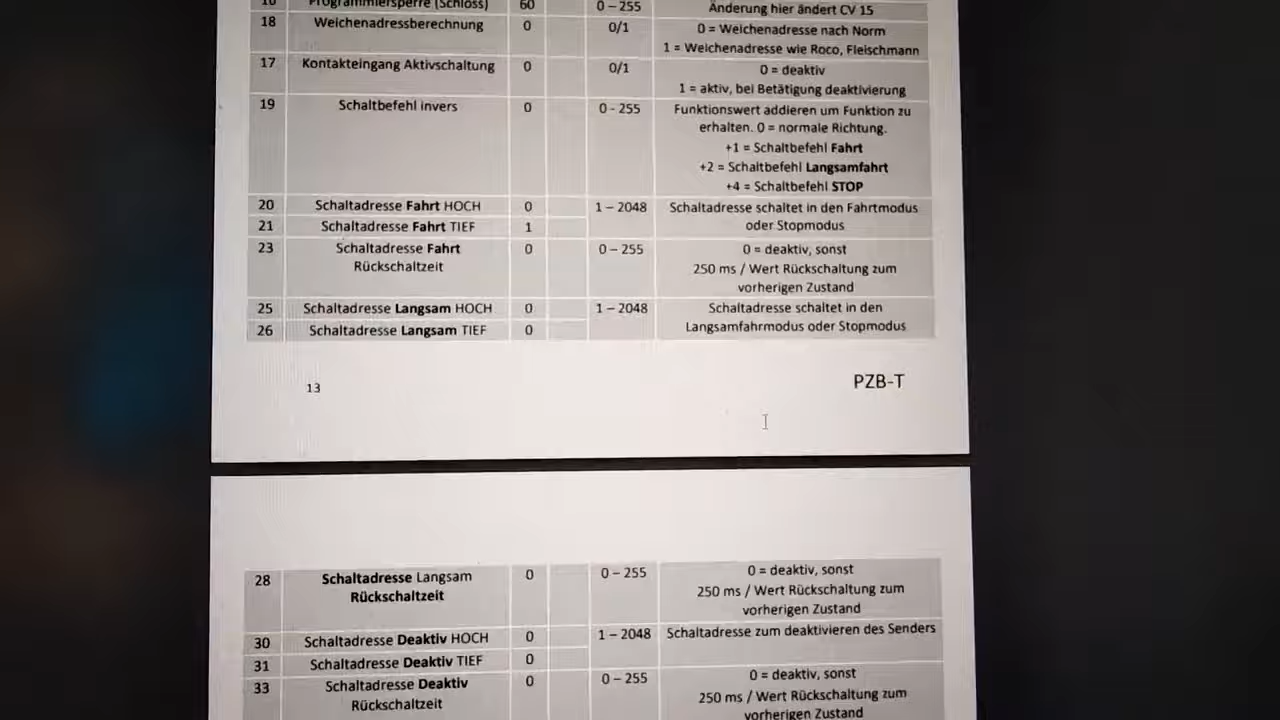 16 Programmiersperre (Schloss) 60 0 – 255 Änderung hier ändert CV 15
18 Weichenadressberechnung 0 0/1 0 = Weichenadresse nach Norm
1 = Weichenadresse wie Roco, Fleischmann
17 Kontakteingang Aktivschaltung 0 0/1 0 = deaktiv
1 = aktiv, bei Betätigung deaktivierung
19 Schaltbefehl invers 0 0 - 255 Funktionswert addieren um Funktion zu
erhalten. 0 = normale Richtung.
+1 = Schaltbefehl Fahrt
+2 = Schaltbefehl Langsamfahrt
+4 = Schaltbefehl STOP
20 Schaltadresse Fahrt HOCH 0 1 – 2048 Schaltadresse schaltet in den Fahrtmodus
21 Schaltadresse Fahrt TIEF 1 oder Stopmodus
23 Schaltadresse Fahrt 0 0 – 255 0 = deaktiv, sonst
Rückschaltzeit 250 ms / Wert Rückschaltung zum
vorherigen Zustand
25 Schaltadresse Langsam HOCH 0 1 – 2048 Schaltadresse schaltet in den
26 Schaltadresse Langsam TIEF 0 Langsamfahrmodus oder Stopmodus
13 PZB-T
28 Schaltadresse Langsam 0 0 – 255 0 = deaktiv, sonst
Rückschaltzeit 250 ms / Wert Rückschaltung zum
vorherigen Zustand
30 Schaltadresse Deaktiv HOCH 0 1 – 2048 Schaltadresse zum deaktivieren des Senders
31 Schaltadresse Deaktiv TIEF 0
33 Schaltadresse Deaktiv 0 0 – 255 0 = deaktiv, sonst
Rückschaltzeit 250 ms / Wert Rückschaltung zum
vorherigen Zustand